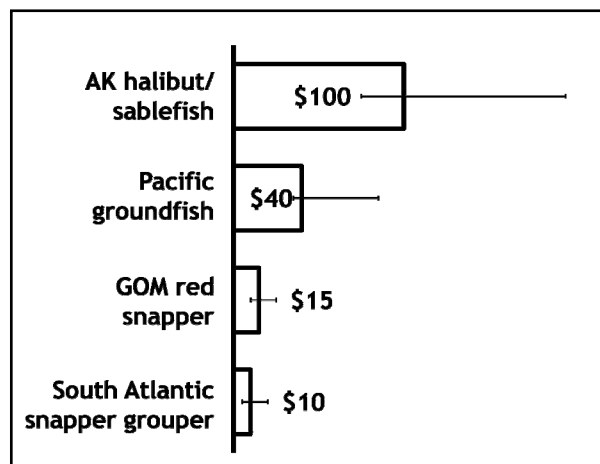 AK halibut/
sablefish
$100
Pacific
groundfish
$40
GOM red
snapper
$15
South Atlantic
snapper grouper
$10